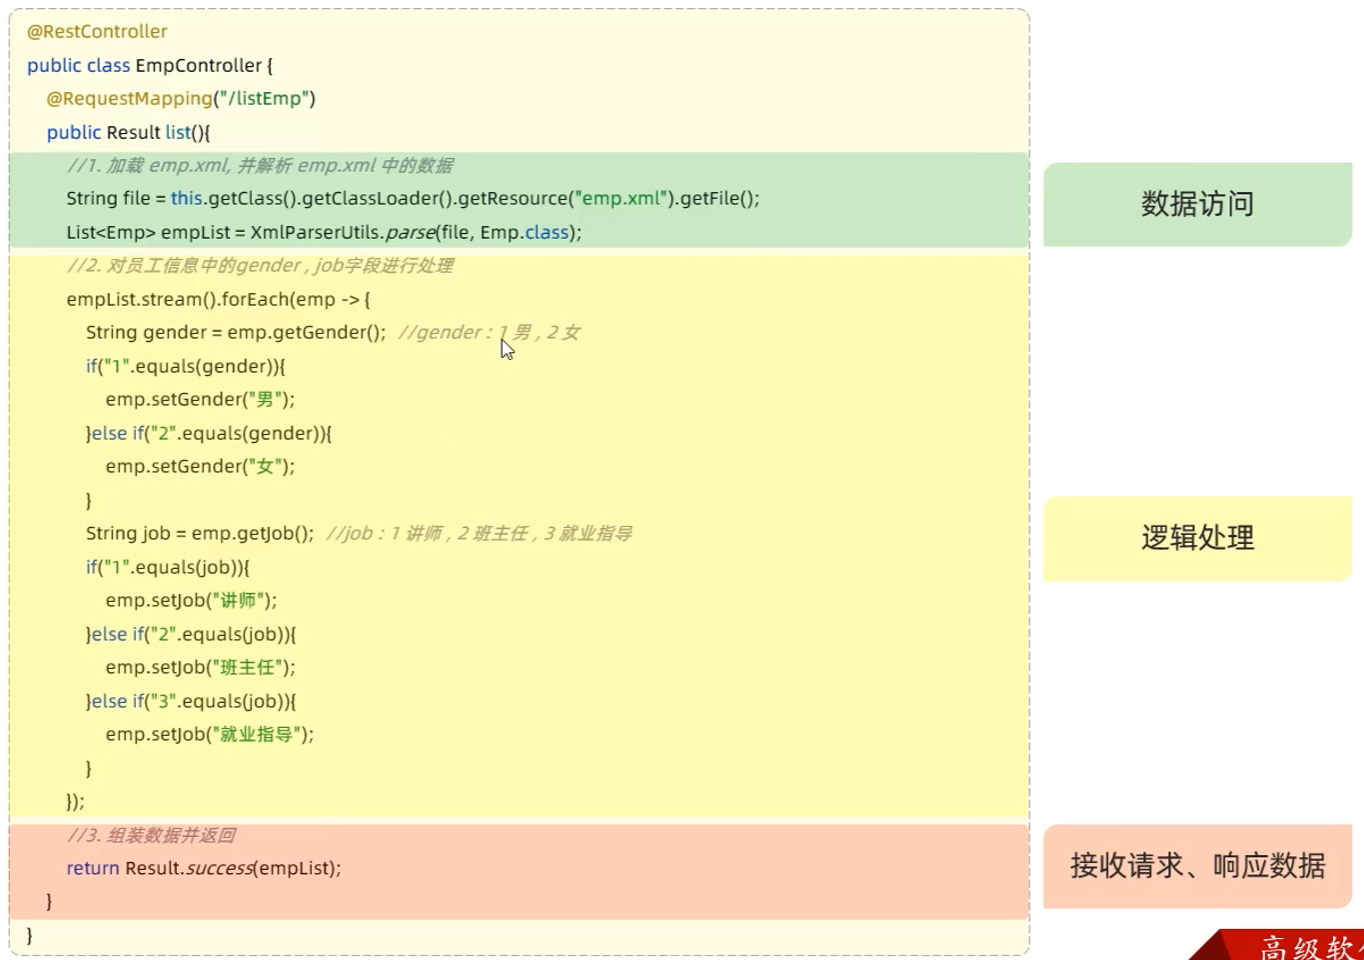 @RestController
public class EmpController {
@RequestMapping("/listEmp")
public Result list(){
//1. 加载 emp.xml, 并解析 emp.xml 中的数据
String file = this.getClass().getClassLoader().getResource("emp.xml").getFile();
List<Emp> empList = XmlParserUtils.parse(file, Emp.class);
数据访问
//2. 对员工信息中的gender , job字段进行处理
empList.stream().forEach(emp -> {
String gender = emp.getGender(); //gender : 1 男 , 2 女
if("1".equals(gender)){
emp.setGender("男");
}else if("2".equals(gender)){
emp.setGender("女");
}
String job = emp.getJob(); //job : 1 讲师 , 2 班主任 , 3 就业指导
if("1".equals(job)){
emp.setJob("讲师");
}else if("2".equals(job)){
emp.setJob("班主任");
}else if("3".equals(job)){
emp.setJob("就业指导");
}
});
逻辑处理
//3. 组装数据并返回
return Result.success(empList);
}
接收请求、响应数据
}
高级软